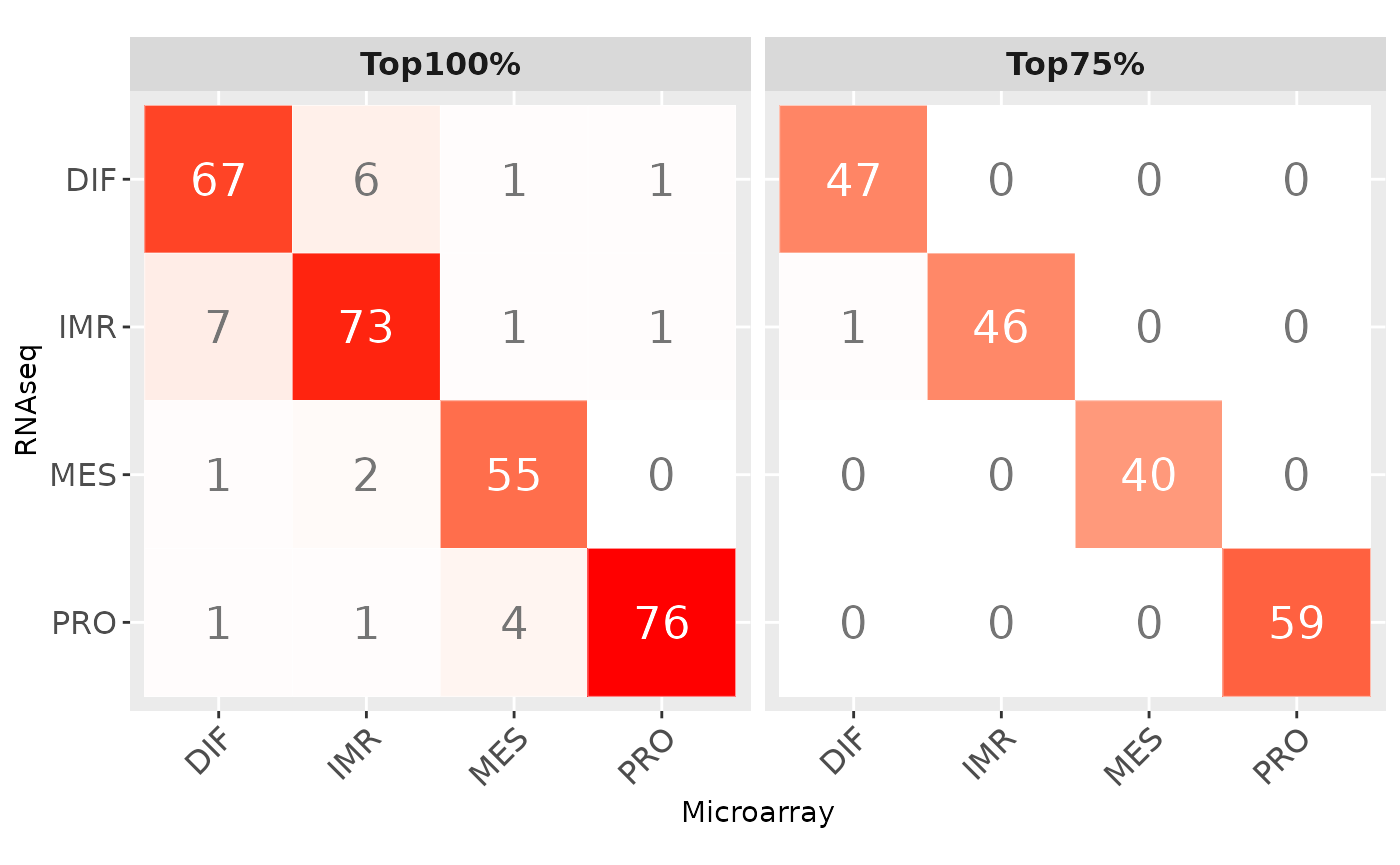 Top100% Top75%
DIF 67 6 1 1 47 0 0 0
IMR 7 73 1 1 1 46 0 0
MES 1 2 55 0 0 0 40 0
PRO 1 1 4 76 0 0 0 59
RNAseq
DIF IMR MES PRO DIF IMR MES PRO
Microarray